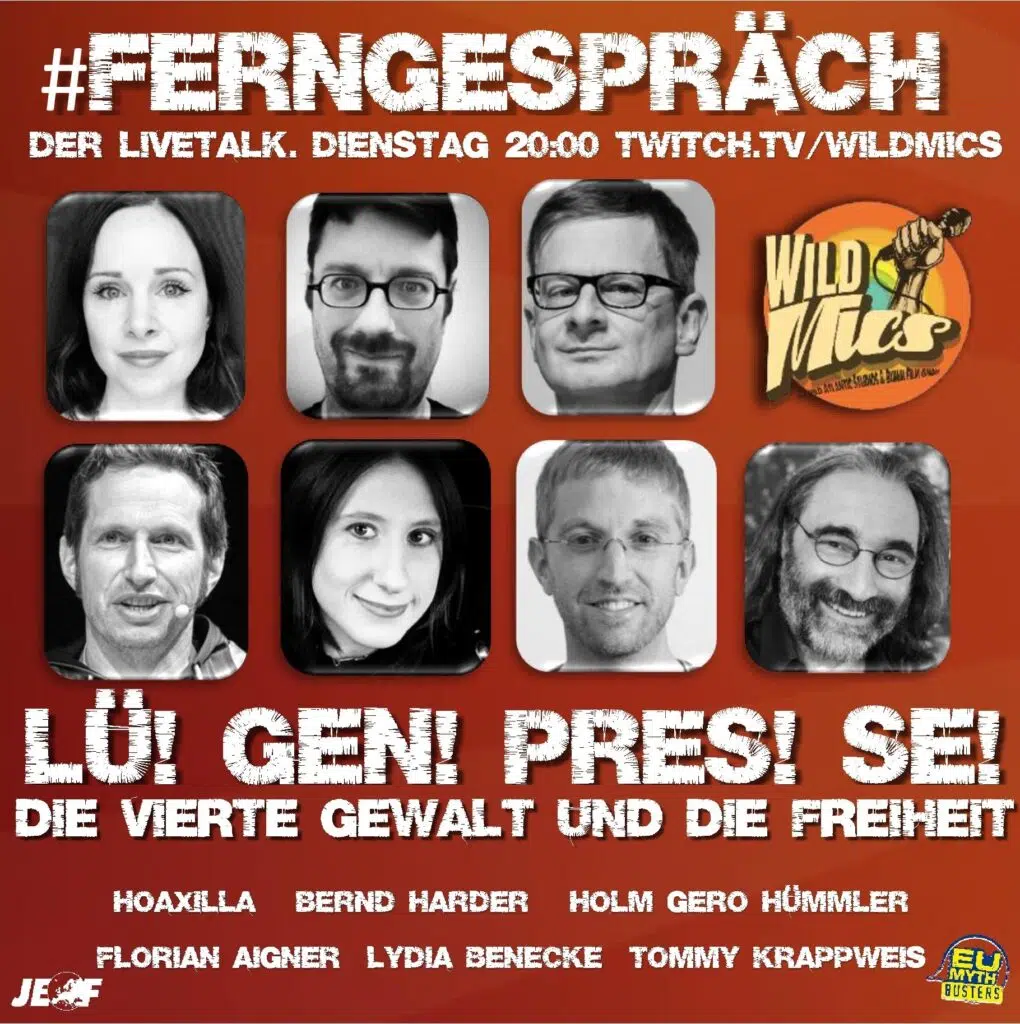 #FERNGESPRÄCH
DER LIVETALK. DIENSTAG 20:00 TWITCH.TV/WILDMICS
WILD
MICS
LÜ! GEN! PRES! SE!
DIE VIERTE GEWALT UND DIE FREIHEIT
HOAXILLA BERND HARDER HOLM GERO HÜMMLER
FLORIAN AIGNER LYDIA BENECKE TOMMY KRAPPWEIS
JEF
EU
MYTH
BUSTERS